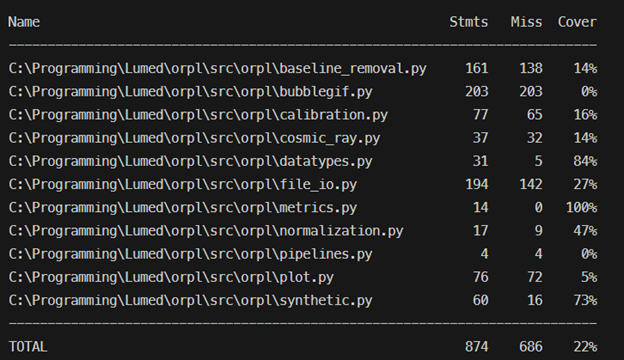 Name Stmts Miss Cover
C:\Programming\Lumed\orpl\src\orpl\baseline_removal.py 161 138 14%
C:\Programming\Lumed\orpl\src\orpl\bubblegif.py 203 203 0%
C:\Programming\Lumed\orpl\src\orpl\calibration.py 77 65 16%
C:\Programming\Lumed\orpl\src\orpl\cosmic_ray.py 37 32 14%
C:\Programming\Lumed\orpl\src\orpl\datatypes.py 31 5 84%
C:\Programming\Lumed\orpl\src\orpl\file_io.py 194 142 27%
C:\Programming\Lumed\orpl\src\orpl\metrics.py 14 0 100%
C:\Programming\Lumed\orpl\src\orpl\normalization.py 17 9 47%
C:\Programming\Lumed\orpl\src\orpl\pipelines.py 4 4 0%
C:\Programming\Lumed\orpl\src\orpl\plot.py 76 72 5%
C:\Programming\Lumed\orpl\src\orpl\synthetic.py 60 16 73%
TOTAL 874 686 22%